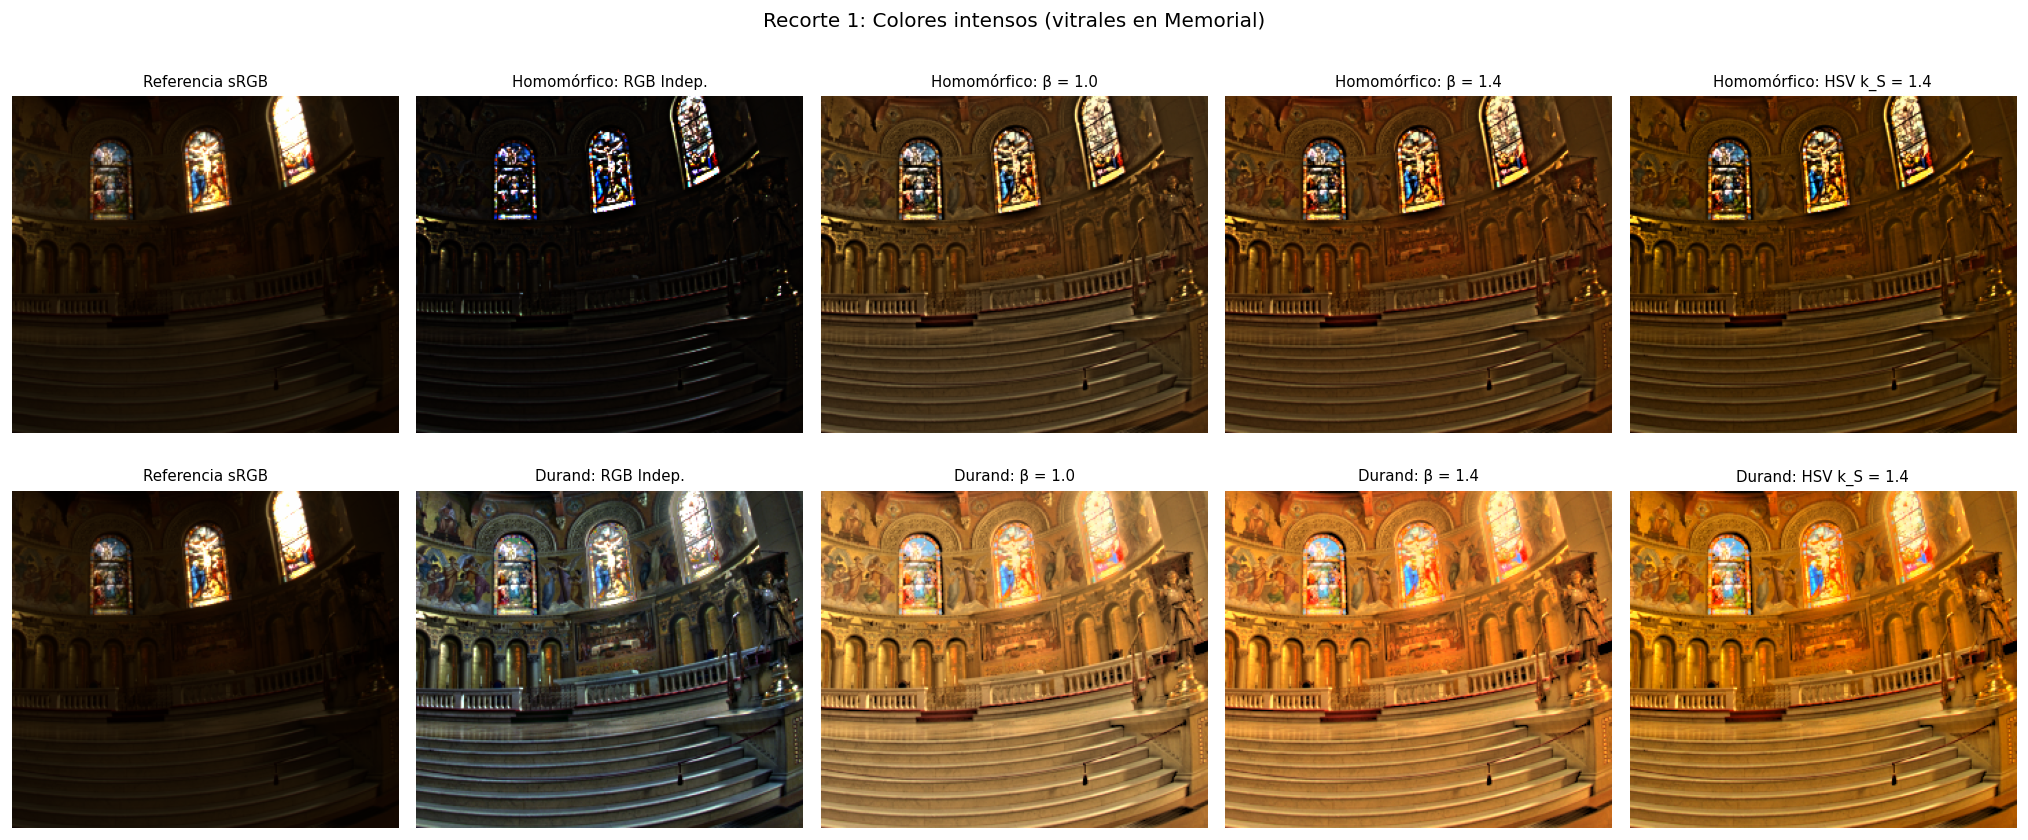 Recorte 1: Colores intensos (vitrales en Memorial)
Referencia sRGB
Homomórfico: RGB Indep.
Homomórfico: β = 1.0
Homomórfico: β = 1.4
Homomórfico: HSV k_S = 1.4
Referencia sRGB
Durand: RGB Indep.
Durand: β = 1.0
Durand: β = 1.4
Durand: HSV k_S = 1.4